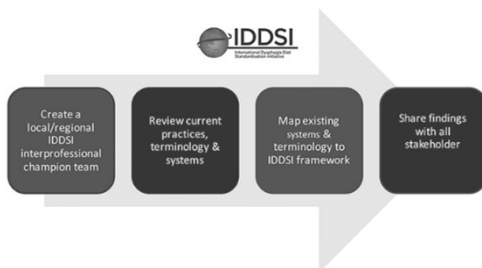 IDDSI
International Dysphagia Diet
Standardisation Initiative
Create a
local/regional
IDDSI
interprofessional
champion team
Review current
practices,
terminology
& systems
Map existing
systems &
terminology to
IDDSI framework
Share findings
with all
stakeholder